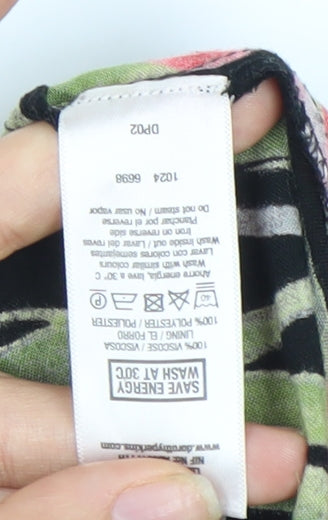 www.dorothyperkins.com
SAVE ENERGY
WASH AT 30°C
100% VISCOSE / VISCOSA
LINING / EL FORRO
100% POLYESTER / POLIESTER
Ahorre energía, lave a 30° C
Wash with similar colours
Lavar con colores semejantes
Wash inside out / Lavar del reves
Iron on reverse side
Planchar por el reverso
Do not steam / No usar vapor
1024 6698
DP02